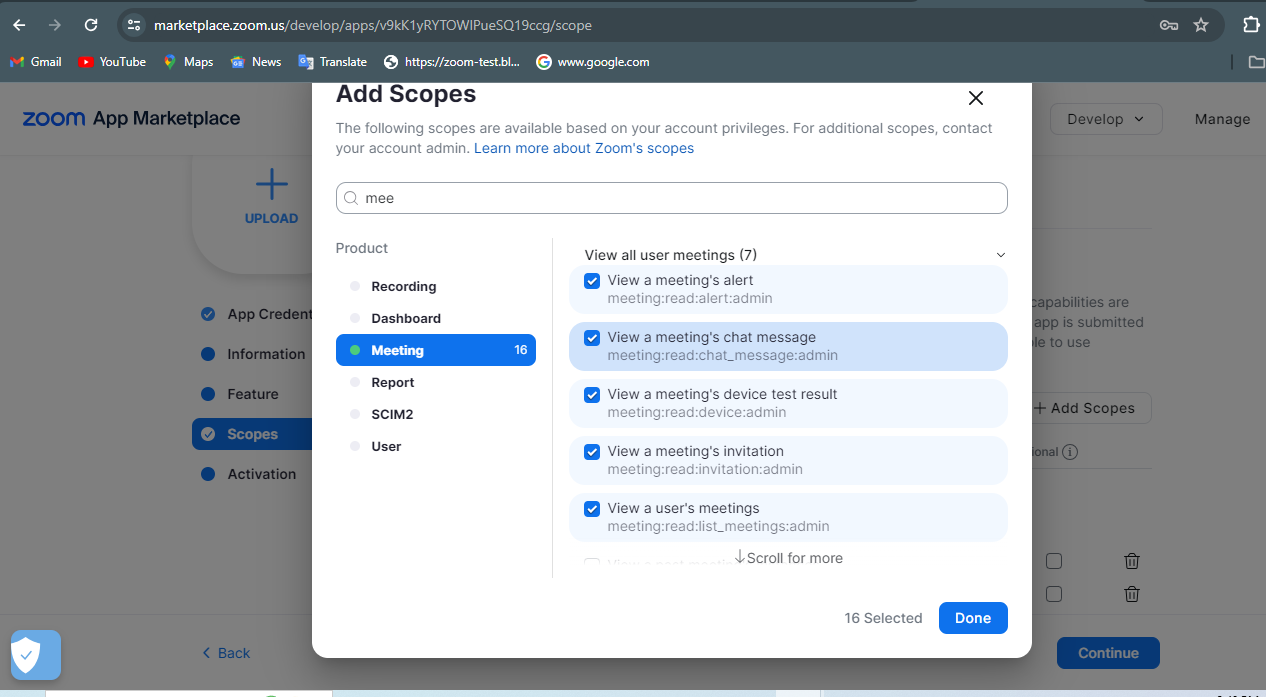 marketplace.zoom.us/develop/apps/v9kK1yRYTOWlPueSQ19ccg/scope
Gmail YouTube Maps News Translate https://zoom-test.bl... www.google.com
zoom App Marketplace
Develop
Manage
UPLOAD
App Credent
Information
Feature
Scopes
Activation
Add Scopes
The following scopes are available based on your account privileges. For additional scopes, contact
your account admin. Learn more about Zoom's scopes
mee
Product
Recording
Dashboard
Meeting 16
Report
SCIM2
User
View all user meetings (7)
View a meeting's alert
meeting:read:alert:admin
View a meeting's chat message
meeting:read:chat_message:admin
View a meeting's device test result
meeting:read:device:admin
View a meeting's invitation
meeting:read:invitation:admin
View a user's meetings
meeting:read:list_meetings:admin
Scroll for more
16 Selected
Done
capabilities are
app is submitted
le to use
+ Add Scopes
ional
Back
Continue